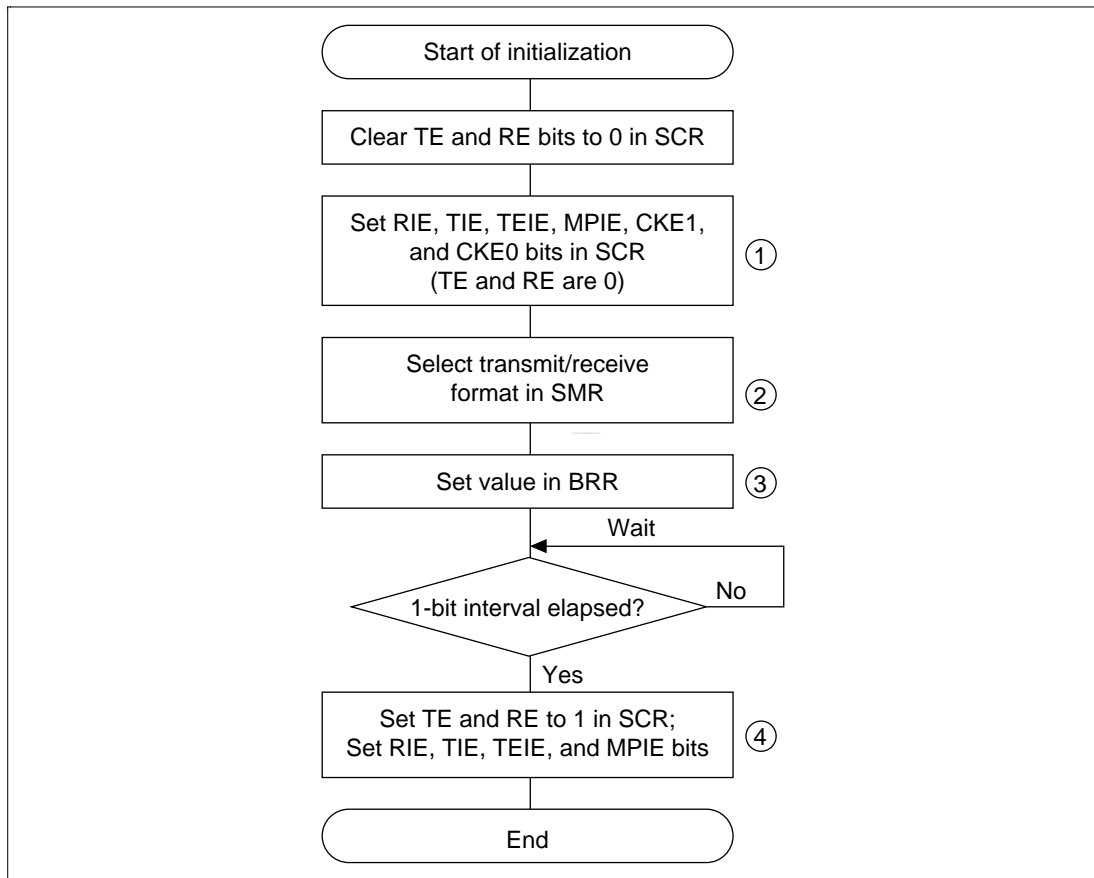 Start of initialization
Clear TE and RE bits to 0 in SCR
Set RIE, TIE, TEIE, MPIE, CKE1,
and CKE0 bits in SCR
(TE and RE are 0)
1
Select transmit/receive
format in SMR
2
Set value in BRR
3
Wait
1-bit interval elapsed?
No
Yes
Set TE and RE to 1 in SCR;
Set RIE, TIE, TEIE, and MPIE bits
4
End